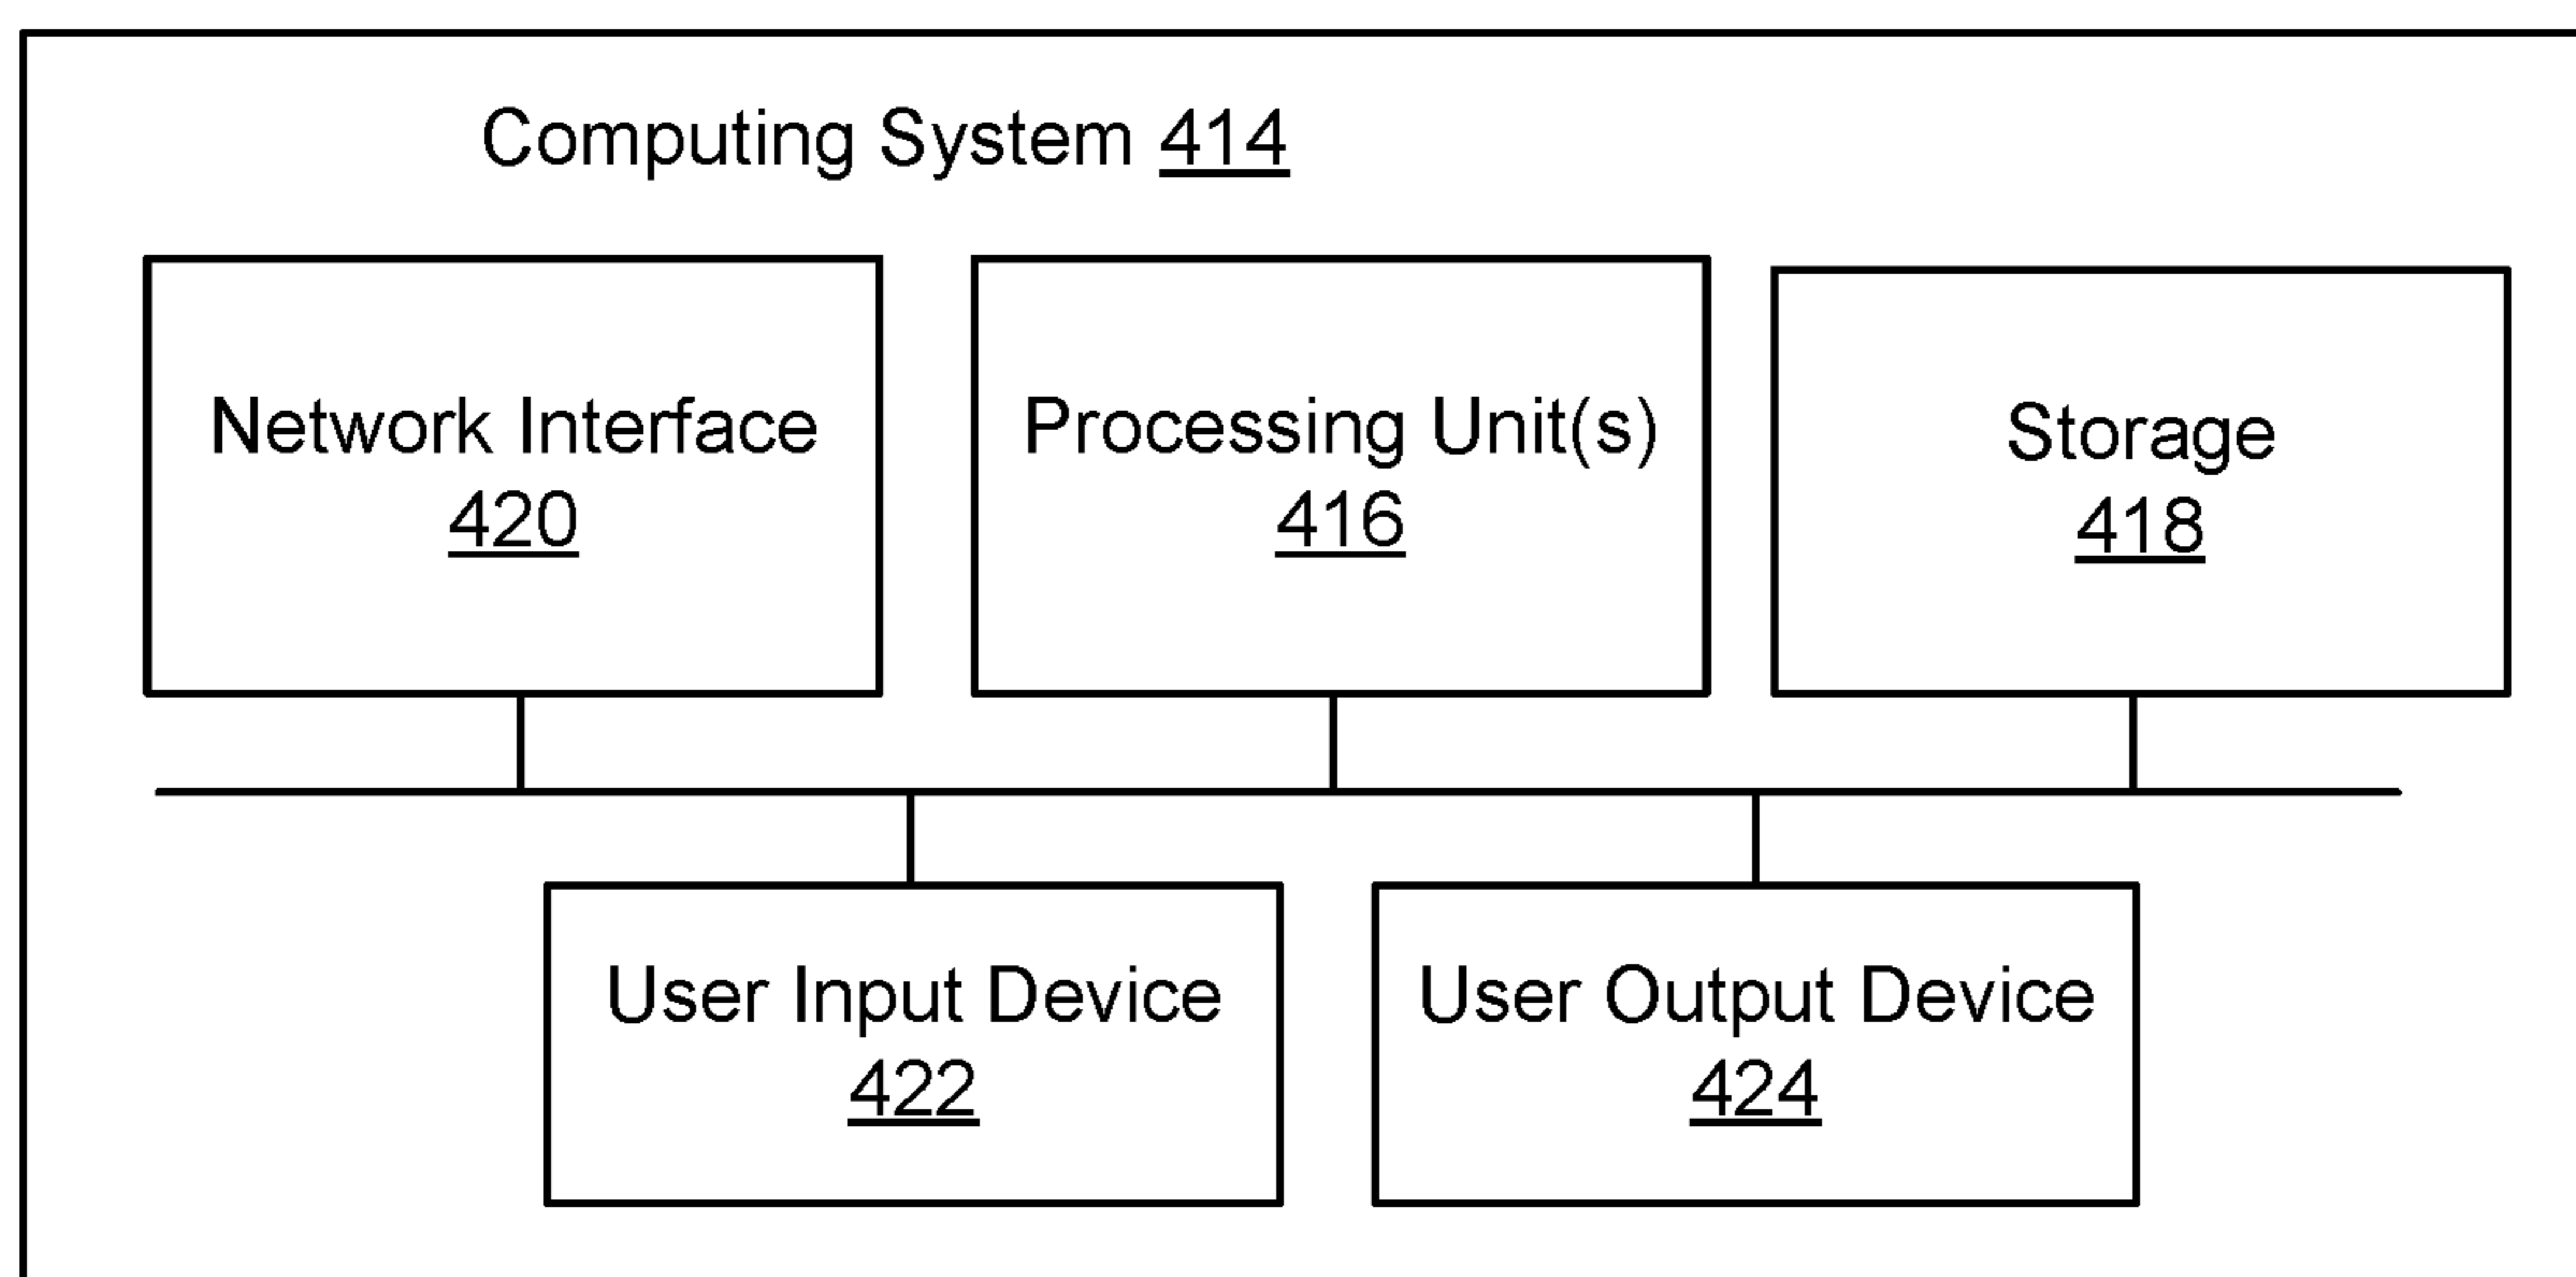 Computing System 414
Network Interface
420
Processing Unit(s)
416
Storage
418
User Input Device
422
User Output Device
424